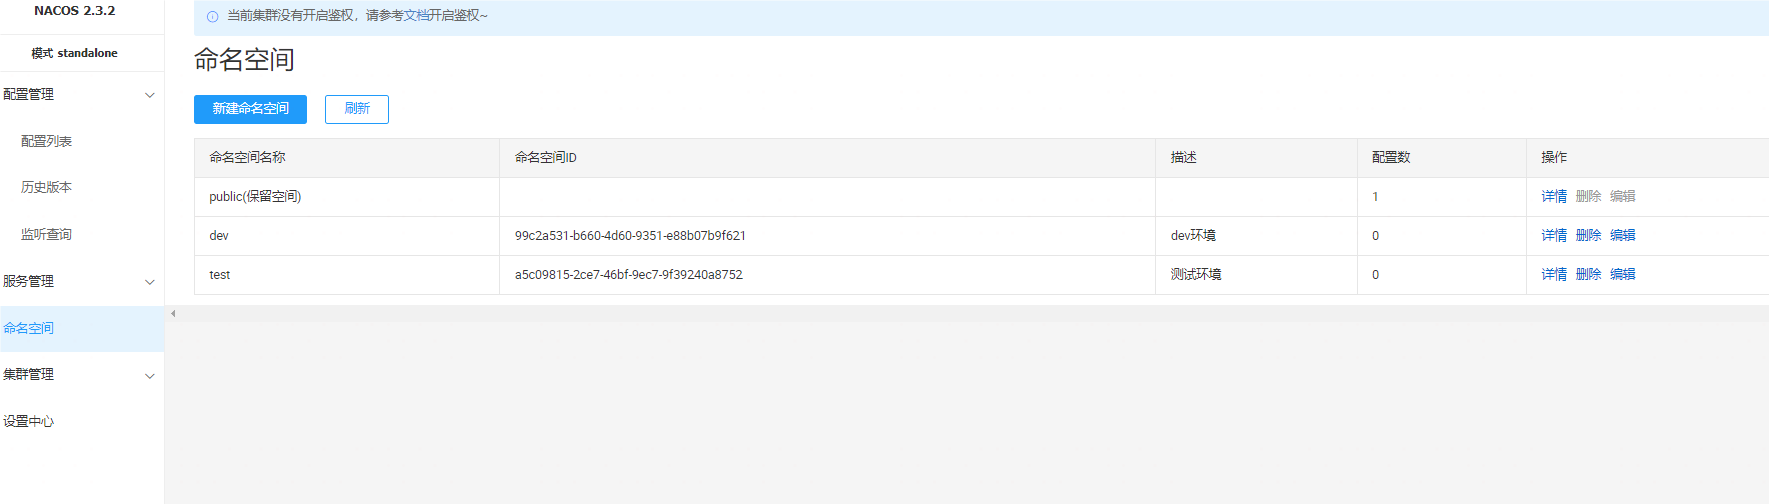 NACOS 2.3.2
模式 standalone
配置管理
配置列表
历史版本
监听查询
服务管理
命名空间
集群管理
设置中心
当前集群没有开启鉴权，请参考文档开启鉴权~
命名空间
新建命名空间 刷新
命名空间名称 命名空间ID 描述 配置数 操作
public(保留空间) 1 详情 删除 编辑
dev 99c2a531-b660-4d60-9351-e88b07b9f621 dev环境 0 详情 删除 编辑
test a5c09815-2ce7-46bf-9ec7-9f39240a8752 测试环境 0 详情 删除 编辑